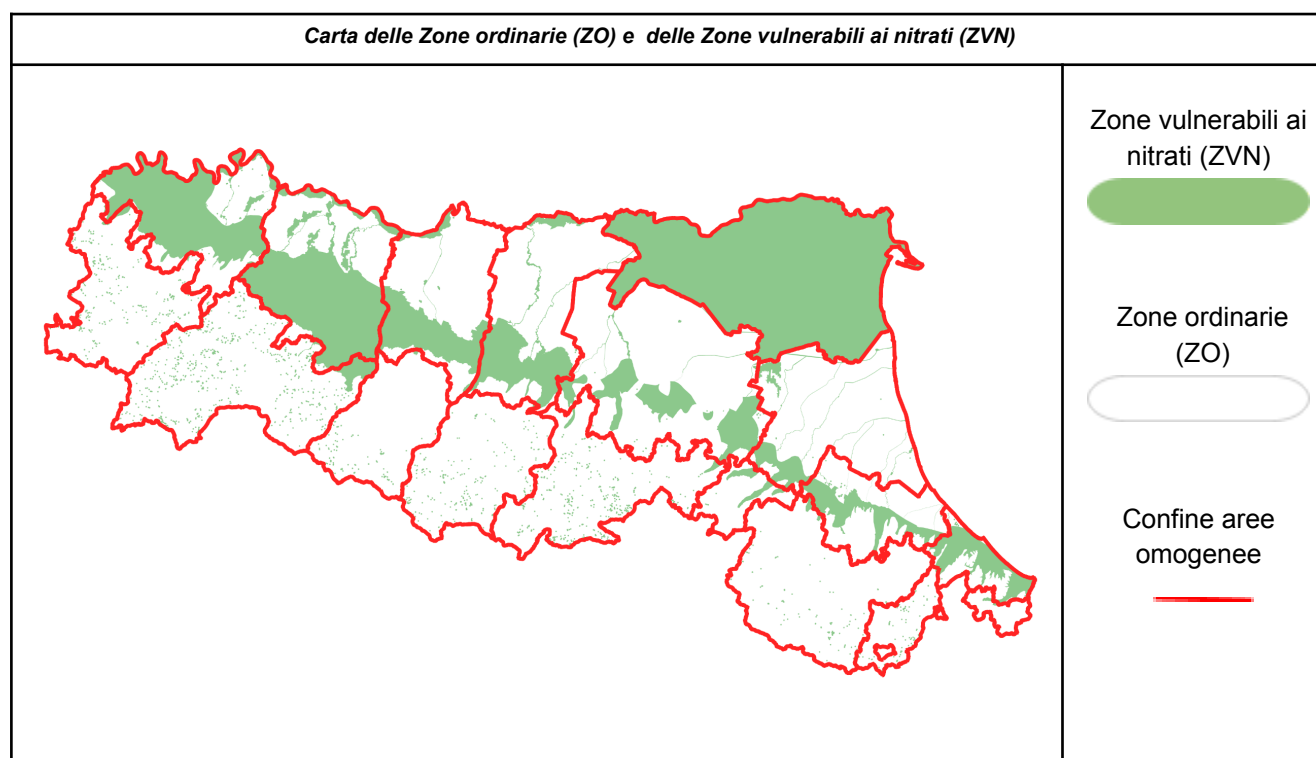 Carta delle Zone ordinarie (ZO) e delle Zone vulnerabili ai nitrati (ZVN)
Zone vulnerabili ai
nitrati (ZVN)
Zone ordinarie
(ZO)
Confine aree
omogenee